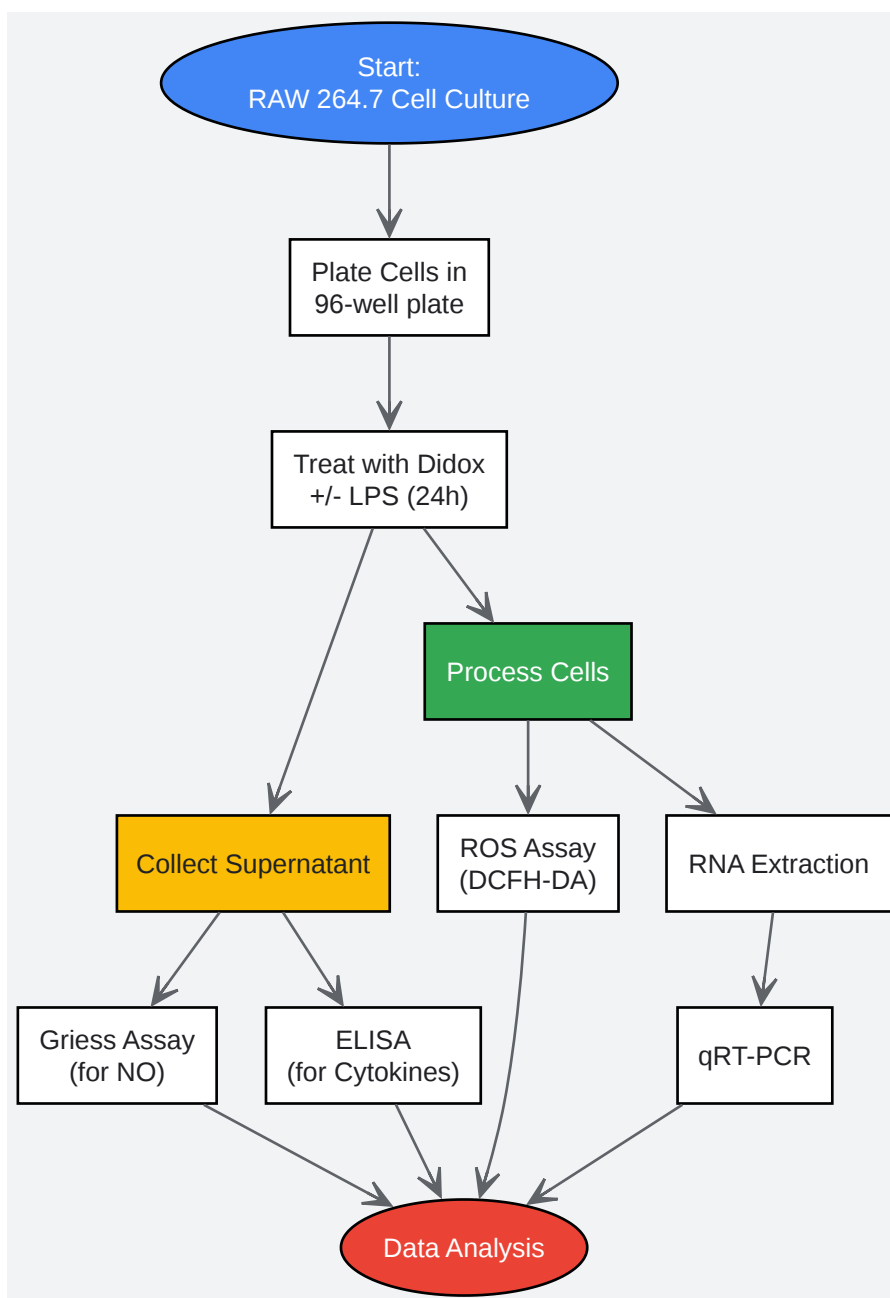 Start:
RAW 264.7 Cell Culture
Plate Cells in
96-well plate
Treat with Didox
+/- LPS (24h)
Process Cells
Collect Supernatant
ROS Assay
(DCFH-DA)
RNA Extraction
Griess Assay
(for NO)
ELISA
(for Cytokines)
qRT-PCR
Data Analysis